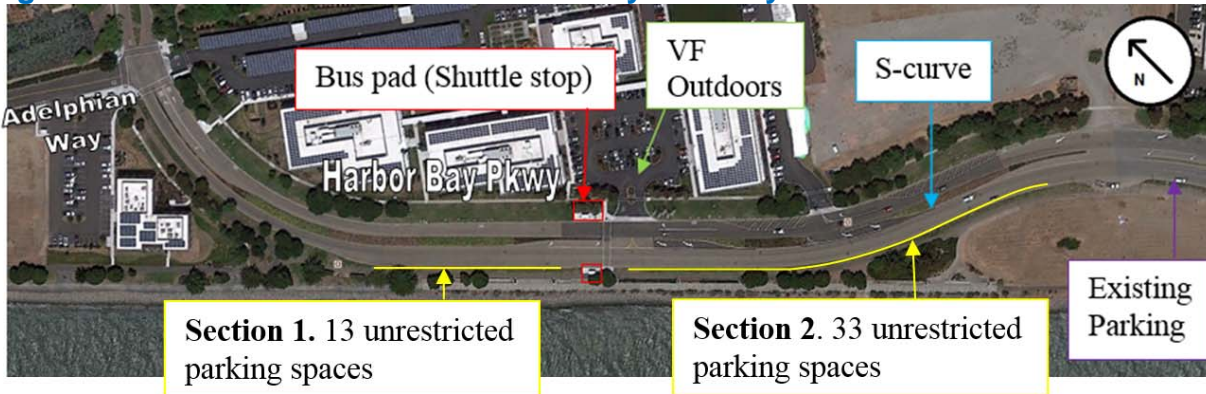 Bus pad (Shuttle stop)
VF
Outdoors
S-curve
N
Adelphian
Way
Harbor Bay Pkwy
Section 1. 13 unrestricted
parking spaces
Section 2. 33 unrestricted
parking spaces
Existing
Parking